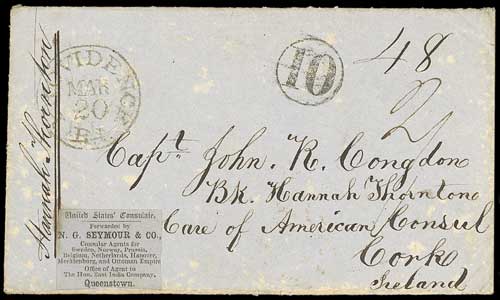 Hannah Thornton
PROVIDENCE
MAR
20
R.I.
10
48
2
Capt. John R. Congdon
Bk. Hannah Thornton
Care of American Consul
Cork
Ireland
United States' Consulate.
Forwarded by
N. G. SEYMOUR & CO.,
Consular Agents for
Sweden, Norway, Prussia,
Belgium, Netherlands, Hanover,
Mecklenburg, and Ottoman Empire
Office of Agent to
The Hon. East India Company.
Queenstown.